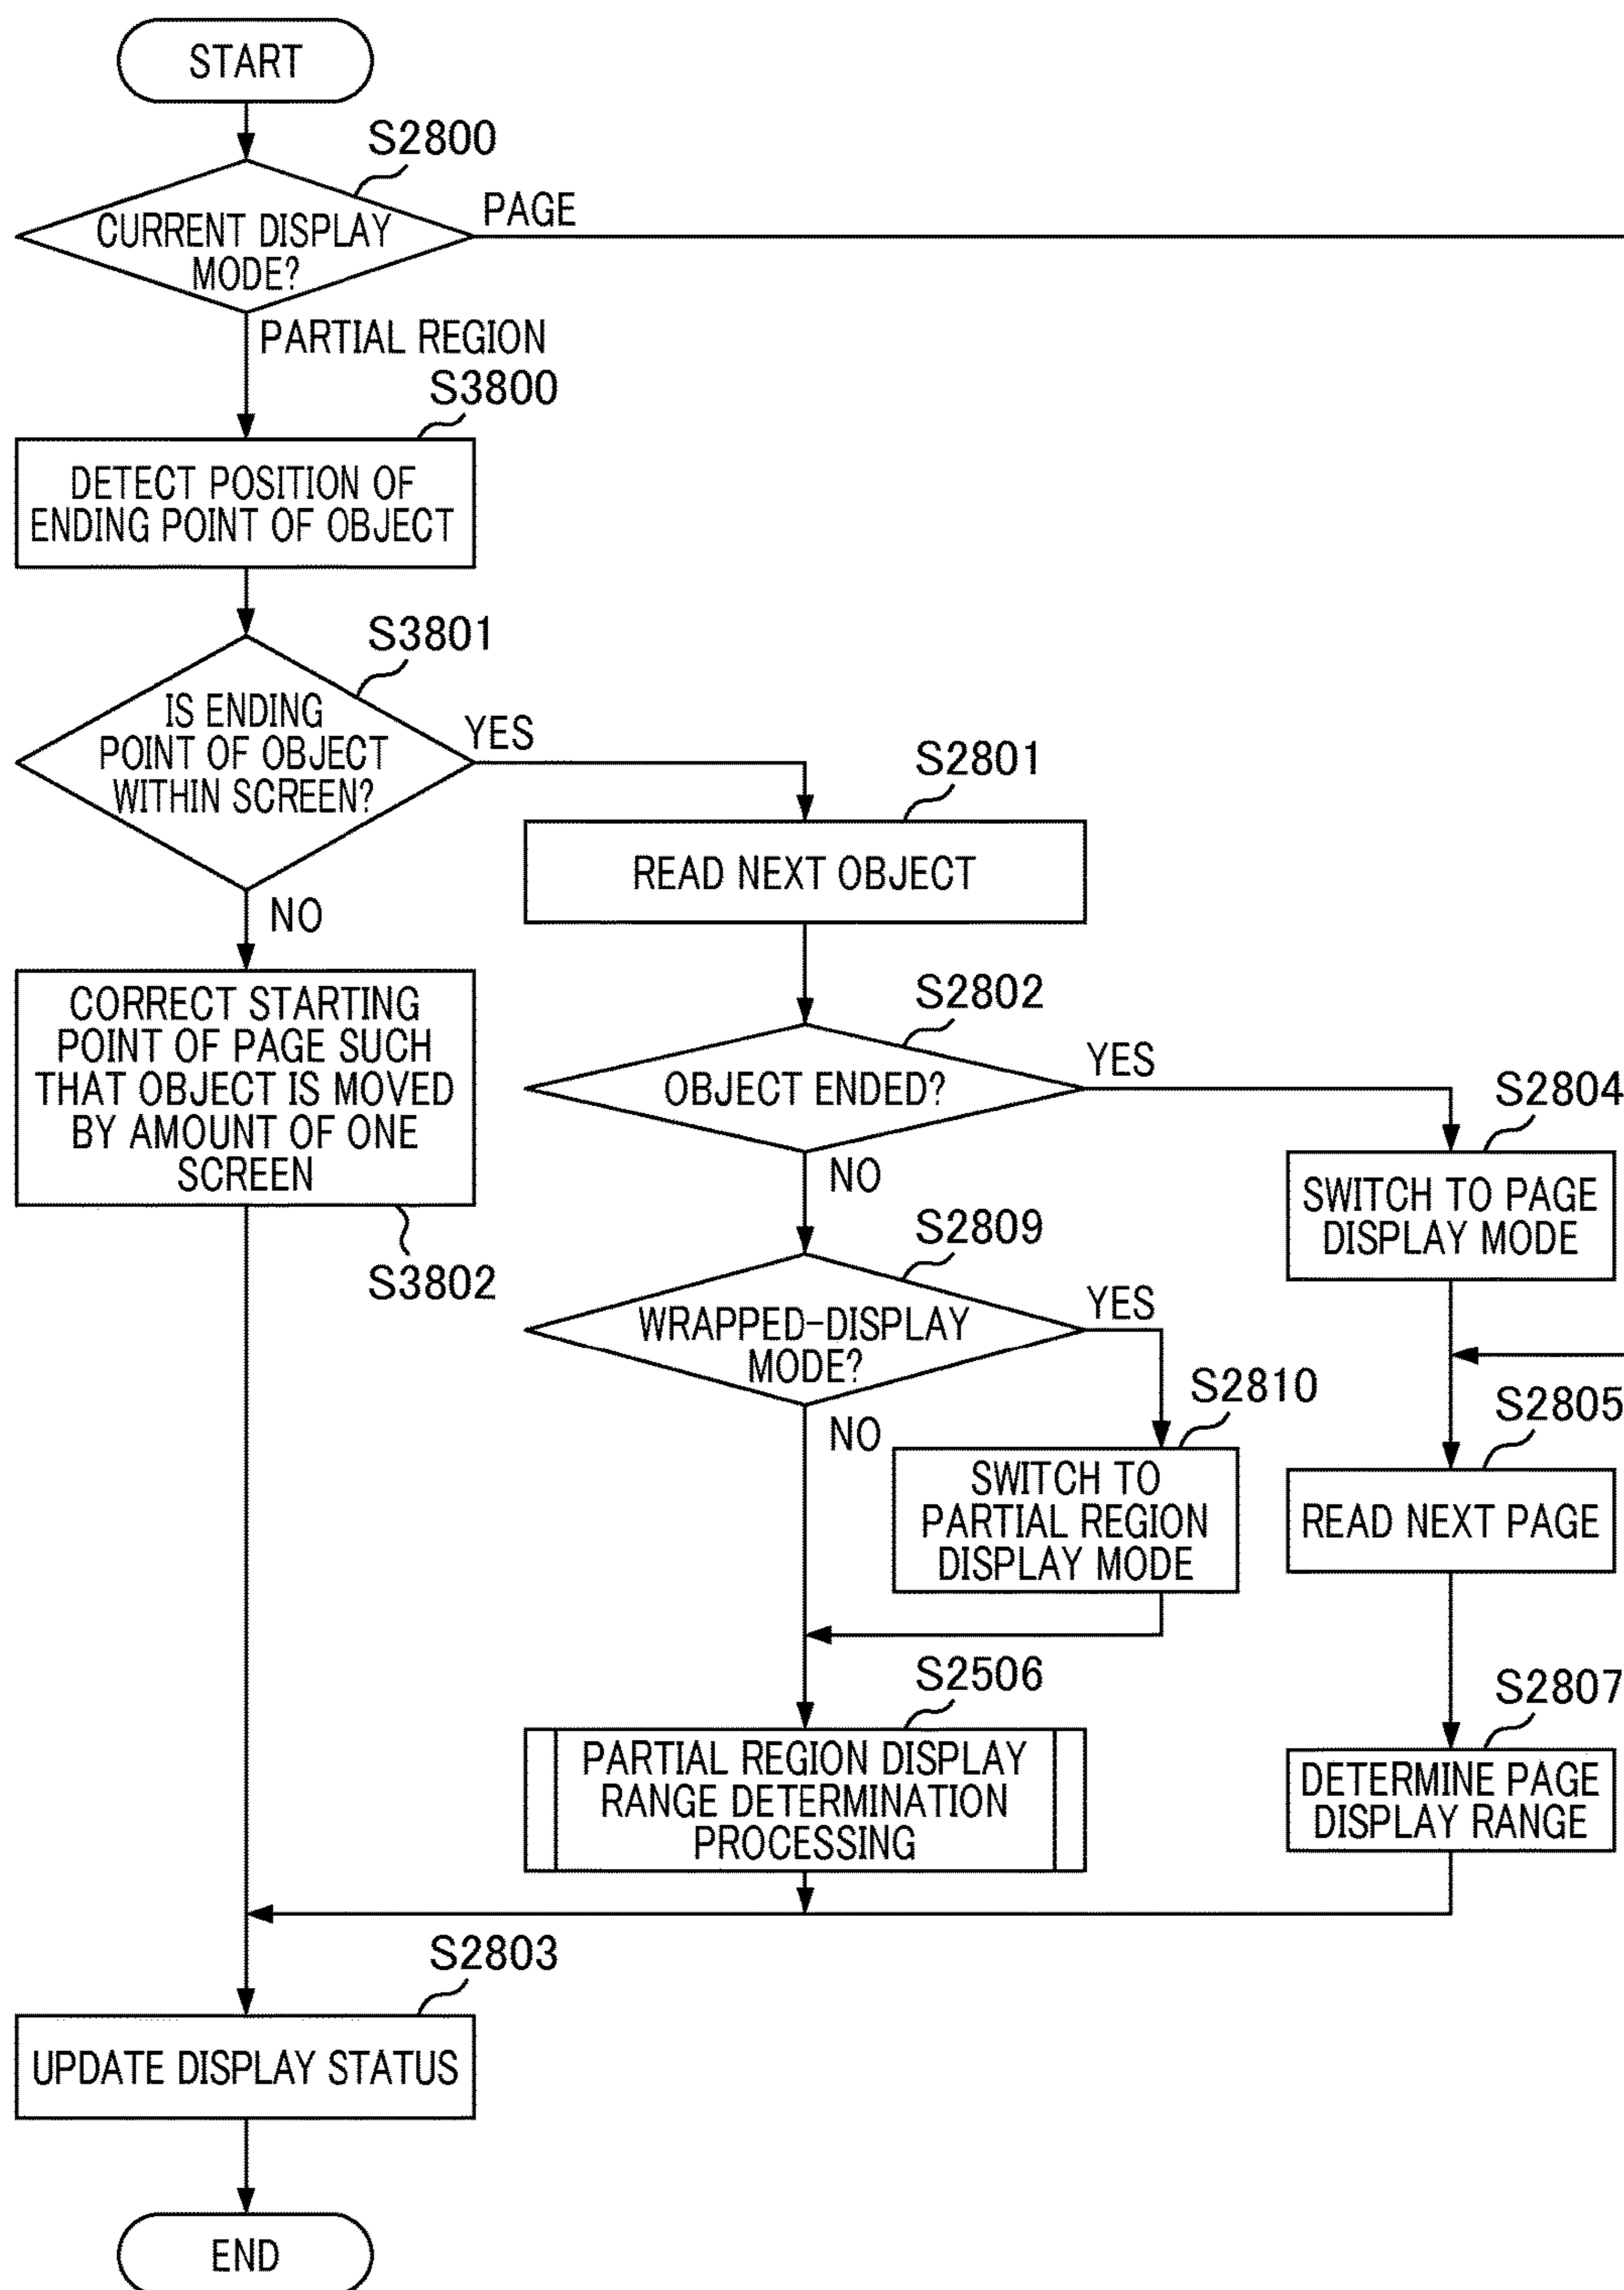 START
S2800
CURRENT DISPLAY
MODE?
PAGE
PARTIAL REGION
S3800
DETECT POSITION OF
ENDING POINT OF OBJECT
S3801
IS ENDING
POINT OF OBJECT
WITHIN SCREEN?
YES
NO
S2801
READ NEXT OBJECT
CORRECT STARTING
POINT OF PAGE SUCH
THAT OBJECT IS MOVED
BY AMOUNT OF ONE
SCREEN
S3802
S2802
OBJECT ENDED?
YES
NO
S2804
SWITCH TO PAGE
DISPLAY MODE
S2809
WRAPPED-DISPLAY
MODE?
YES
NO
S2810
SWITCH TO
PARTIAL REGION
DISPLAY MODE
S2805
READ NEXT PAGE
S2506
PARTIAL REGION DISPLAY
RANGE DETERMINATION
PROCESSING
S2807
DETERMINE PAGE
DISPLAY RANGE
S2803
UPDATE DISPLAY STATUS
END